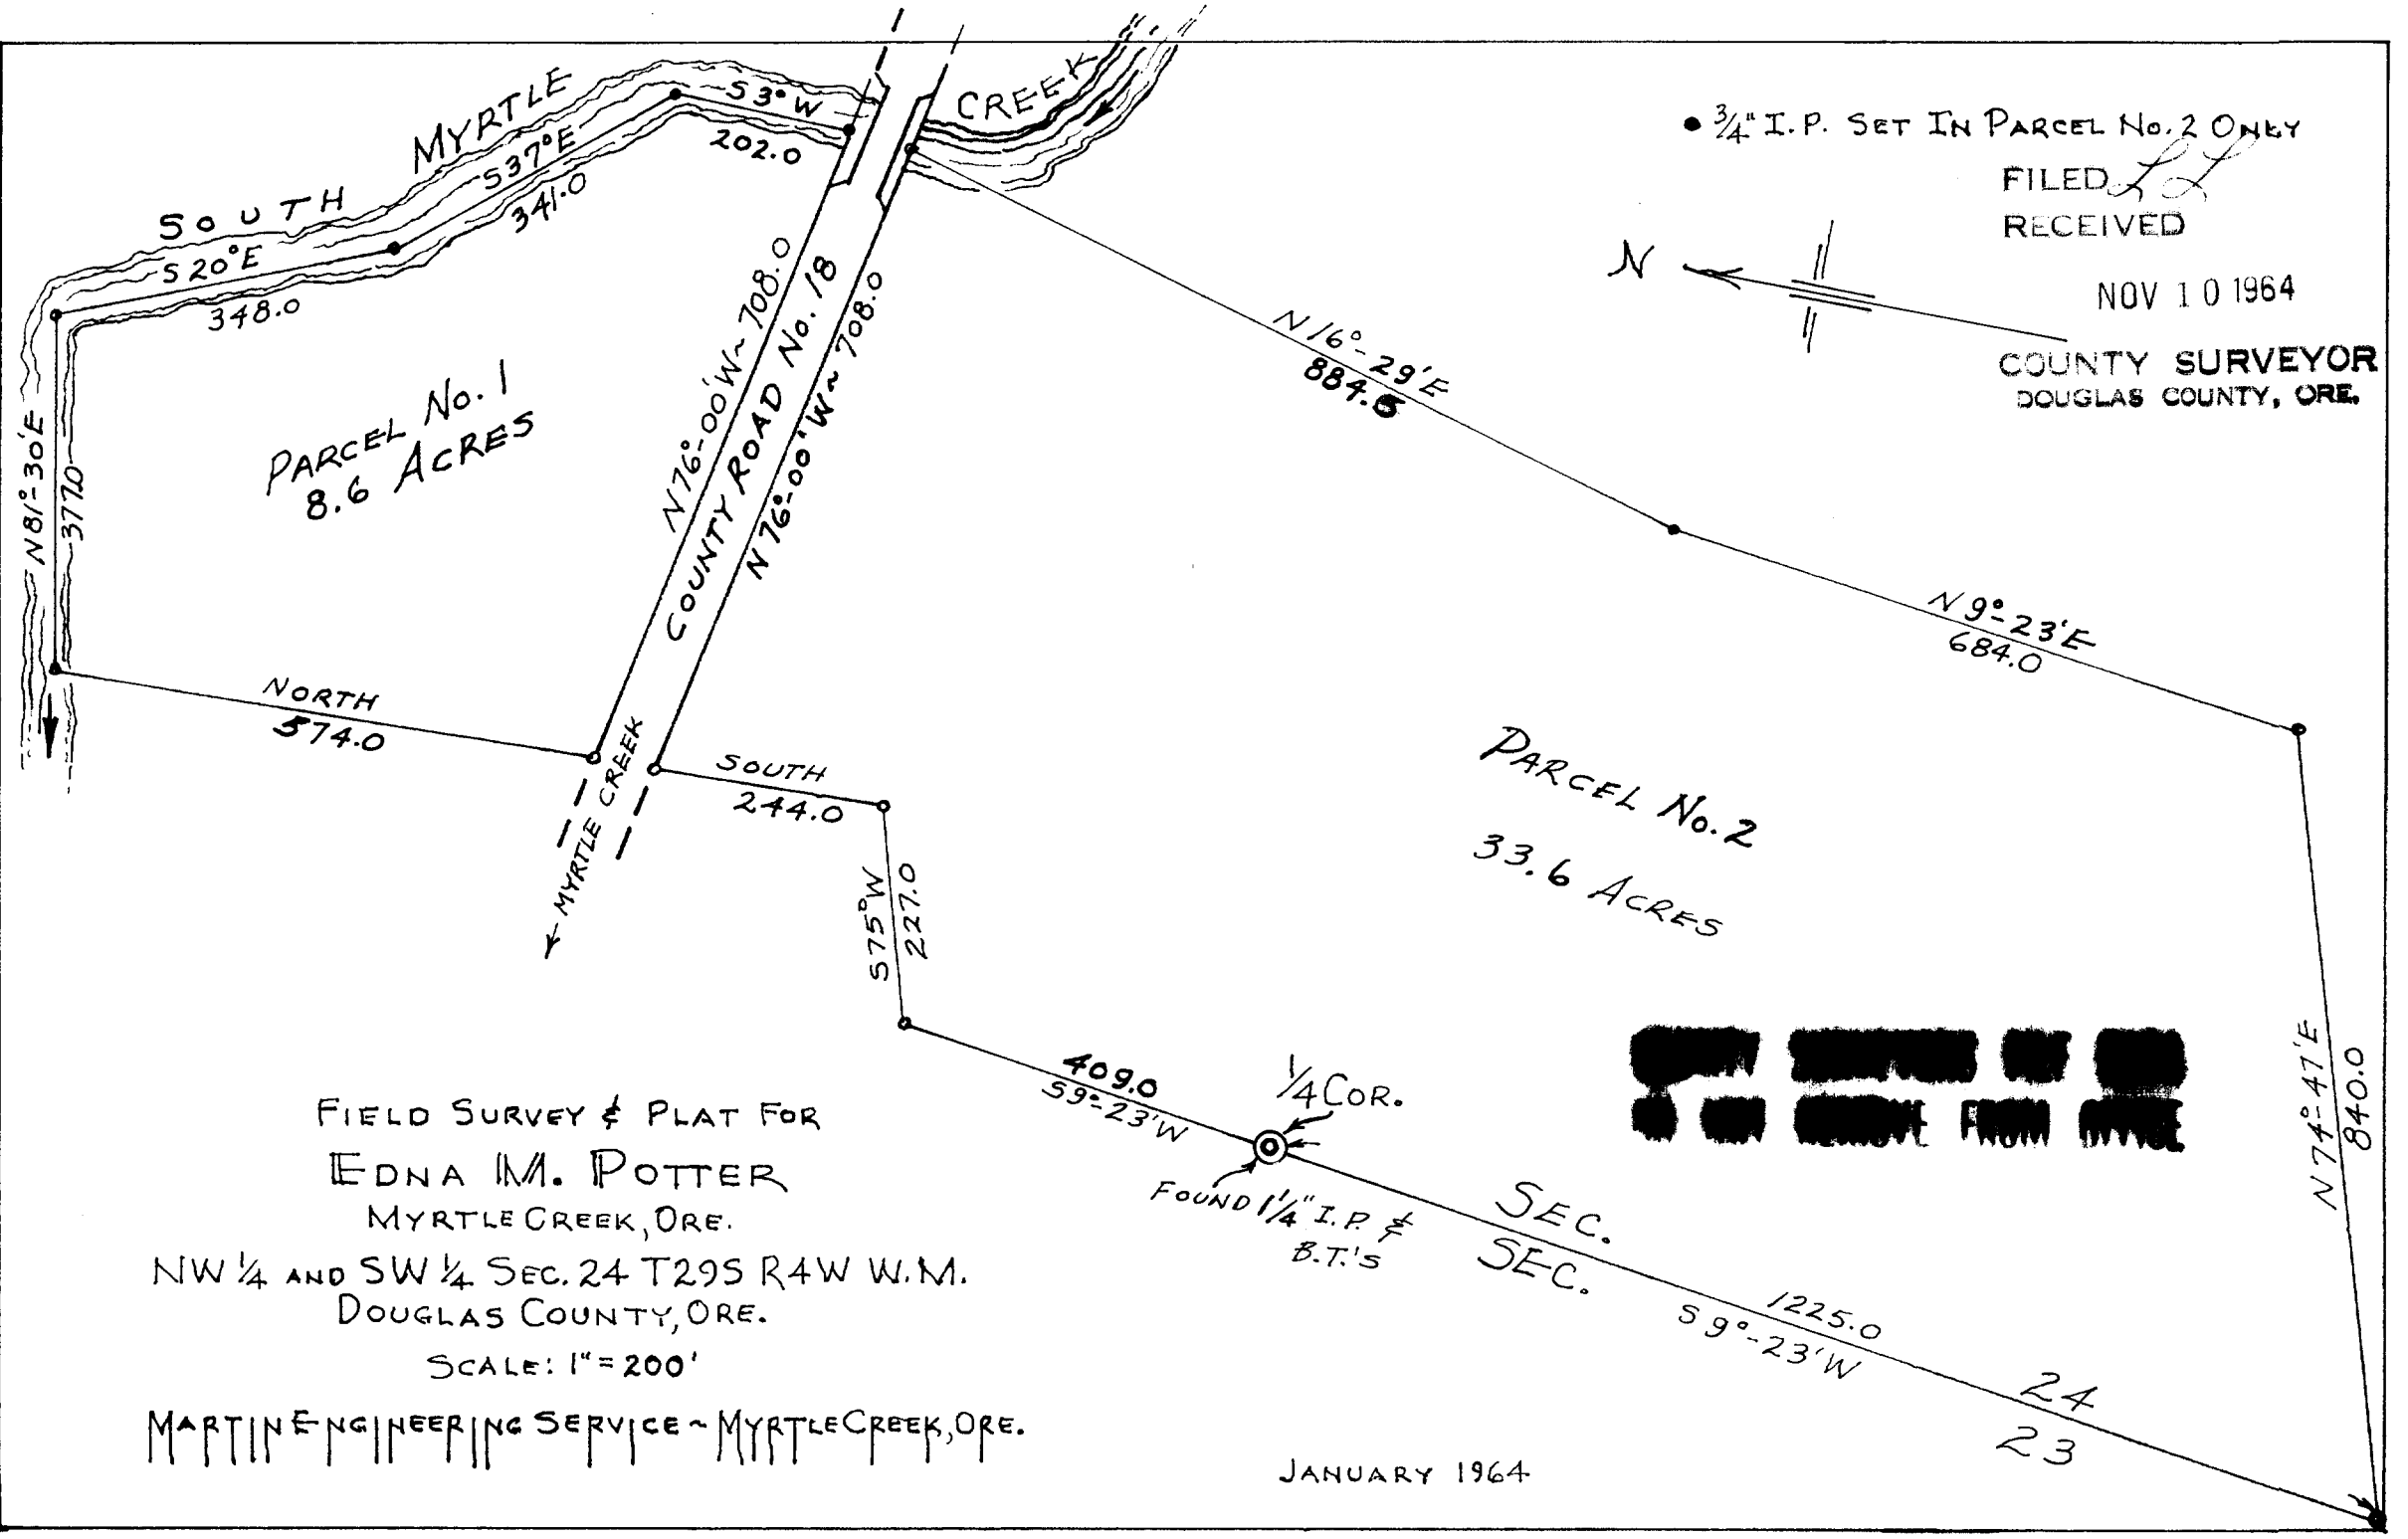 SOUTH MYRTLE CREEK
S3°W
202.0
S37°E
341.0
S20°E
348.0
N81°-30'E
377.0
PARCEL No. 1
8.6 ACRES
N76°-00'W~708.0
COUNTY ROAD No. 18
N76°-00'W~708.0
NORTH
574.0
← MYRTLE CREEK
SOUTH
244.0
S75°W
227.0
• 3/4" I.P. SET IN PARCEL No. 2 ONLY
FILED
RECEIVED
NOV 10 1964
COUNTY SURVEYOR
DOUGLAS COUNTY, ORE.
N
N16°-29'E
884.5
N9°-23'E
684.0
PARCEL No. 2
33.6 ACRES
N74°-47'E
840.0
409.0
S9°-23'W
1/4 COR.
FOUND 1 1/4" I.P. &
B.T.'S
SEC.
SEC.
1225.0
S9°-23'W
24
23
FROM
FIELD SURVEY & PLAT FOR
EDNA M. POTTER
MYRTLE CREEK, ORE.
NW 1/4 AND SW 1/4 SEC. 24 T29S R4W W.M.
DOUGLAS COUNTY, ORE.
SCALE: 1" = 200'
MARTIN ENGINEERING SERVICE ~ MYRTLE CREEK, ORE.
JANUARY 1964